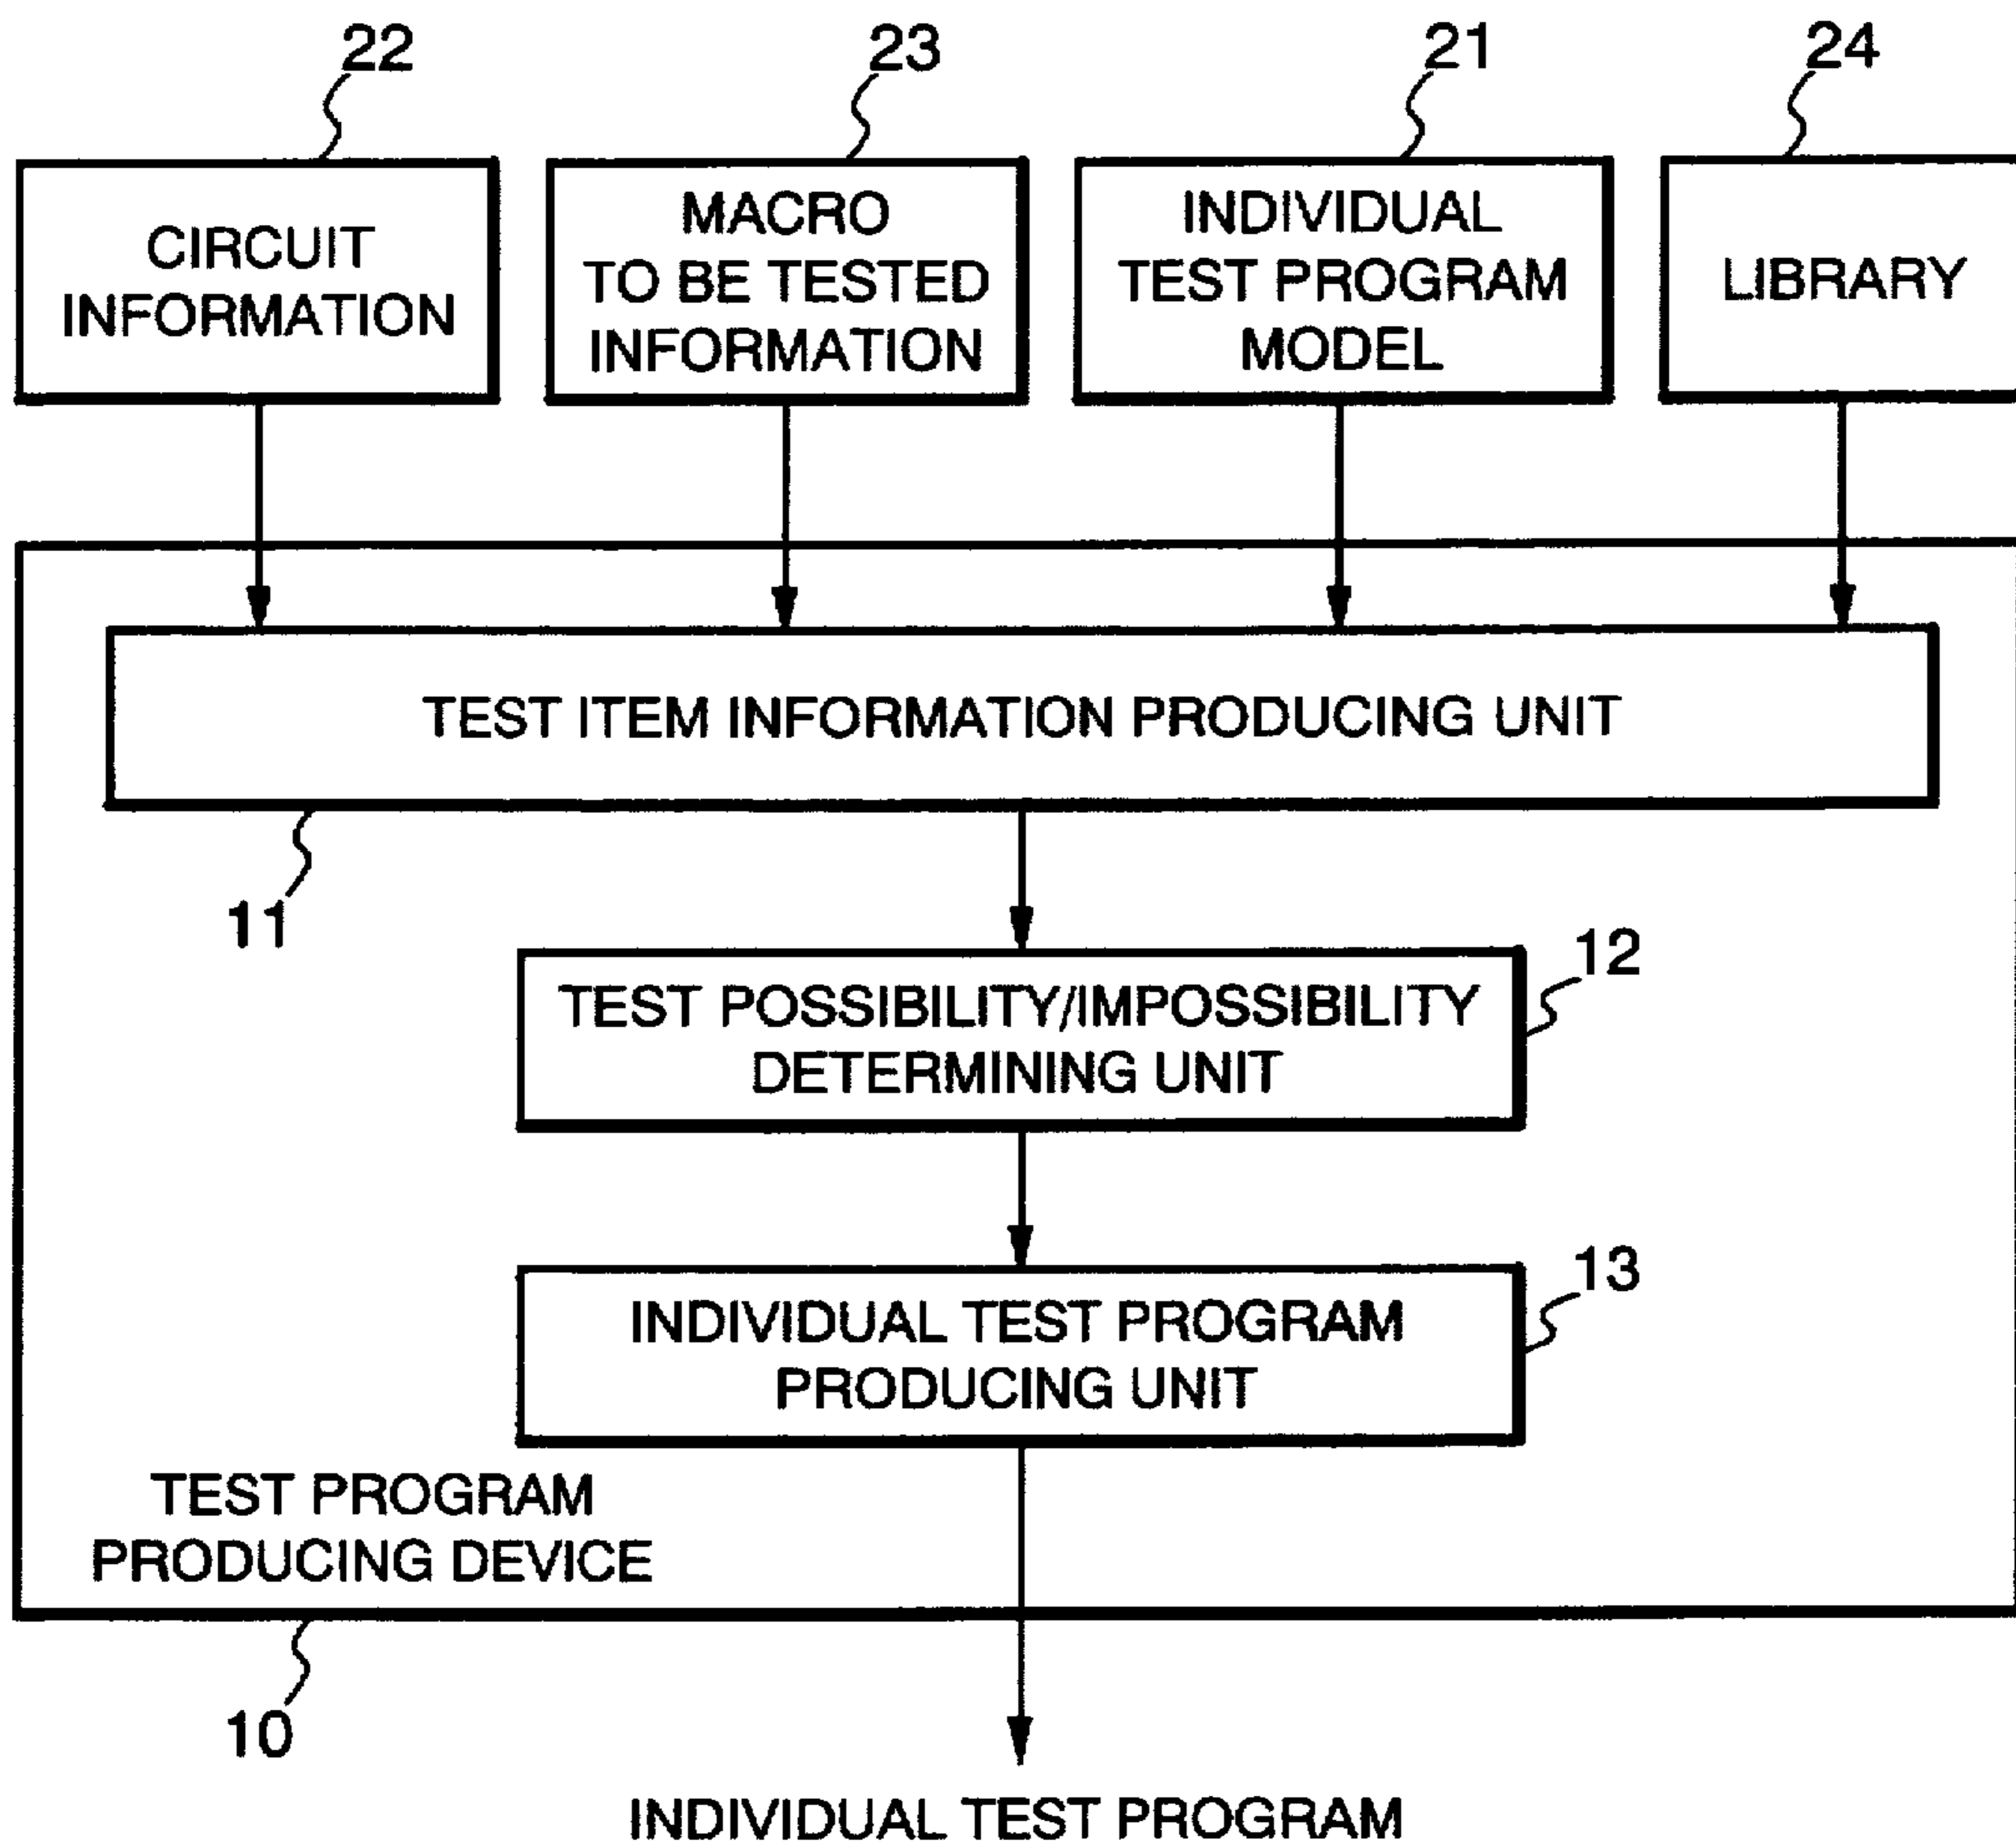 22
23
21
24
CIRCUIT
INFORMATION
MACRO
TO BE TESTED
INFORMATION
INDIVIDUAL
TEST PROGRAM
MODEL
LIBRARY
TEST ITEM INFORMATION PRODUCING UNIT
11
12
TEST POSSIBILITY/IMPOSSIBILITY
DETERMINING UNIT
13
INDIVIDUAL TEST PROGRAM
PRODUCING UNIT
TEST PROGRAM
PRODUCING DEVICE
10
INDIVIDUAL TEST PROGRAM